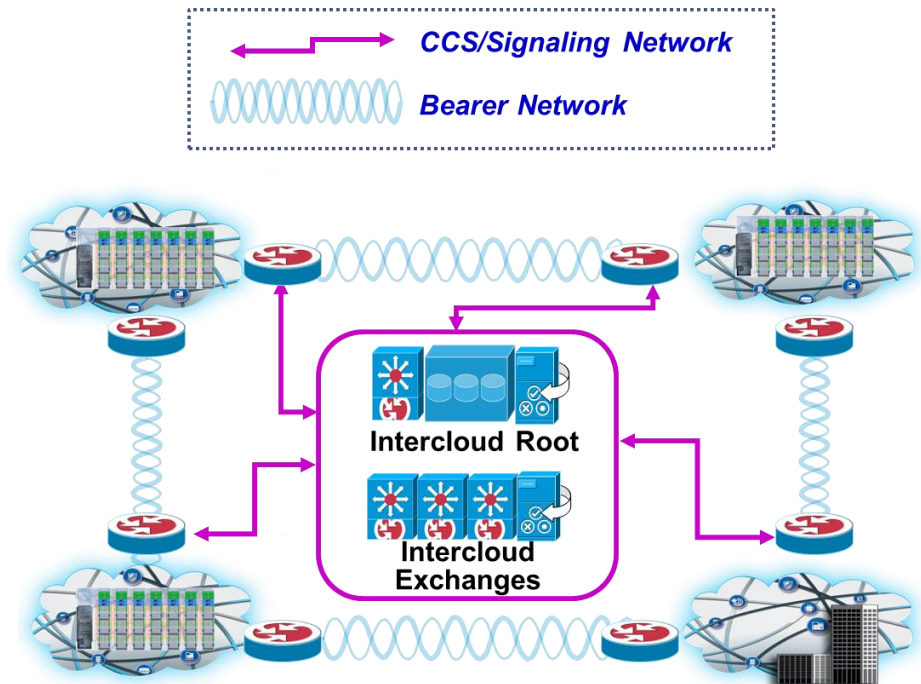 CCS/Signaling Network
Bearer Network
Intercloud Root
Intercloud
Exchanges